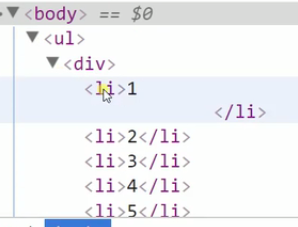 ▼<body> == $0
▼<ul>
▼<div>
<li>1
</li>
<li>2</li>
<li>3</li>
<li>4</li>
<li>5</li>